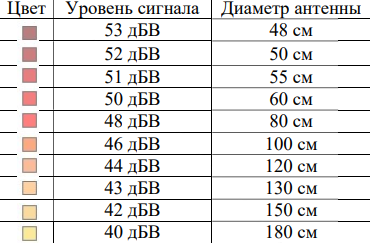 Цвет Уровень сигнала Диаметр антенны
53 дБВ 48 см
52 дБВ 50 см
51 дБВ 55 см
50 дБВ 60 см
48 дБВ 80 см
46 дБВ 100 см
44 дБВ 120 см
43 дБВ 130 см
42 дБВ 150 см
40 дБВ 180 см